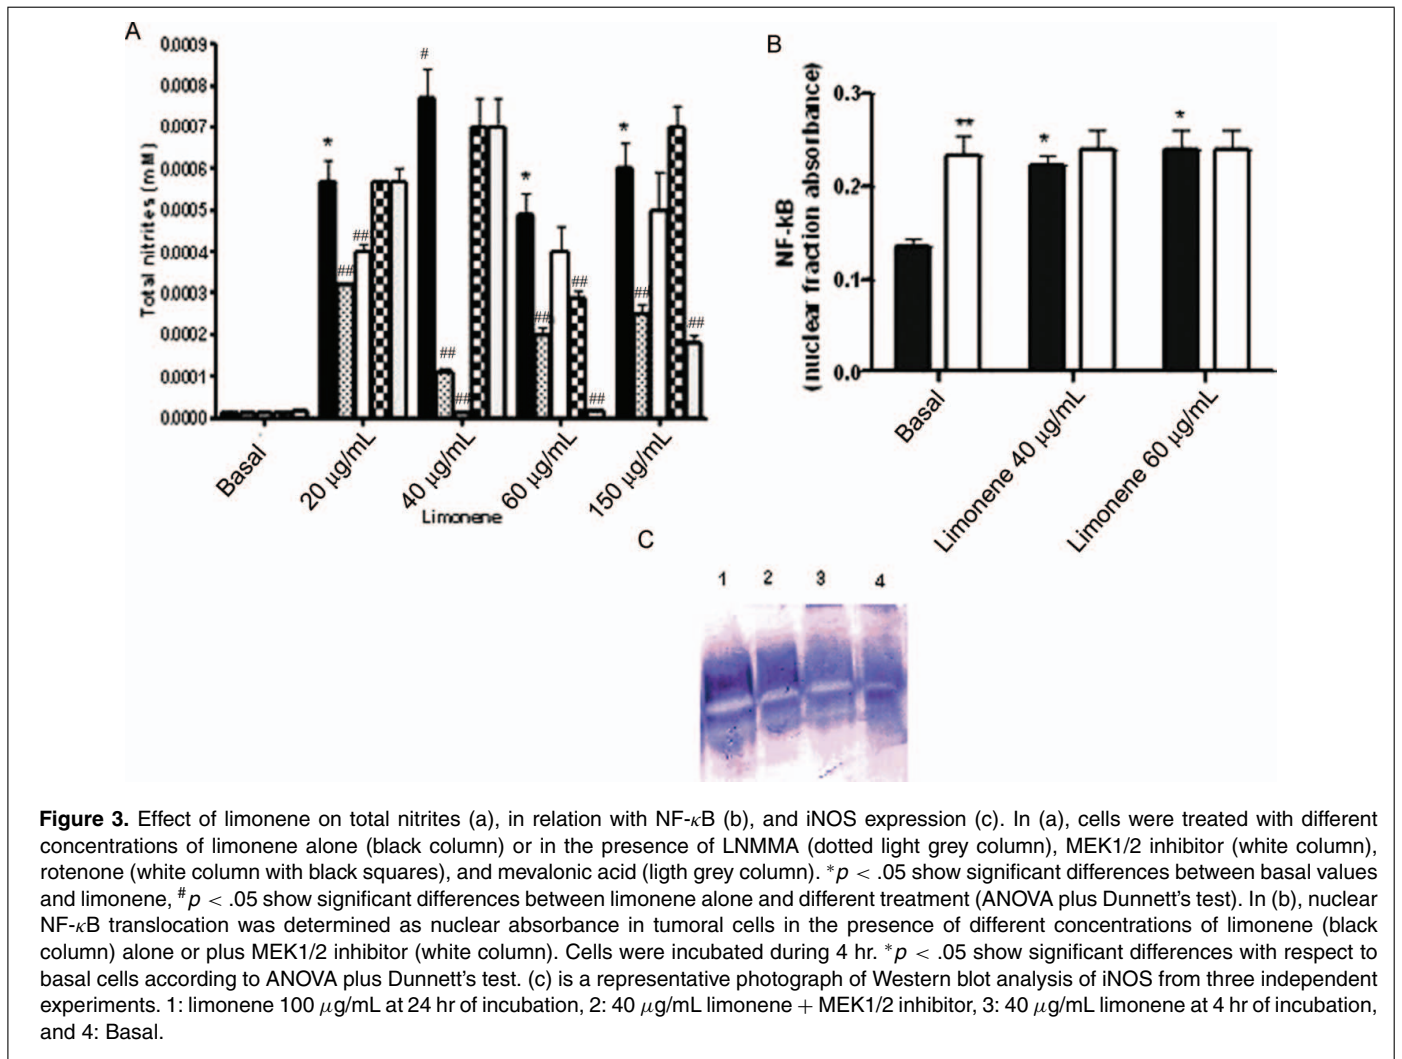 A
Total nitrites (mM)
0.0009
0.0008
0.0007
0.0006
0.0005
0.0004
0.0003
0.0002
0.0001
0.0000
*
##
##
#
##
##
*
##
##
##
*
##
##
Basal
20 μg/mL
40 μg/mL
60 μg/mL
150 μg/mL
Limonene
B
NF-kB
(nuclear fraction absorbance)
0.3
0.2
0.1
0.0
**
*
*
Basal
Limonene 40 μg/mL
Limonene 60 μg/mL
C
1 2 3 4
Figure 3. Effect of limonene on total nitrites (a), in relation with NF-κB (b), and iNOS expression (c). In (a), cells were treated with different
concentrations of limonene alone (black column) or in the presence of LNMMA (dotted light grey column), MEK1/2 inhibitor (white column),
rotenone (white column with black squares), and mevalonic acid (ligth grey column). *p < .05 show significant differences between basal values
and limonene, #p < .05 show significant differences between limonene alone and different treatment (ANOVA plus Dunnett's test). In (b), nuclear
NF-κB translocation was determined as nuclear absorbance in tumoral cells in the presence of different concentrations of limonene (black
column) alone or plus MEK1/2 inhibitor (white column). Cells were incubated during 4 hr. *p < .05 show significant differences with respect to
basal cells according to ANOVA plus Dunnett's test. (c) is a representative photograph of Western blot analysis of iNOS from three independent
experiments. 1: limonene 100 μg/mL at 24 hr of incubation, 2: 40 μg/mL limonene + MEK1/2 inhibitor, 3: 40 μg/mL limonene at 4 hr of incubation,
and 4: Basal.